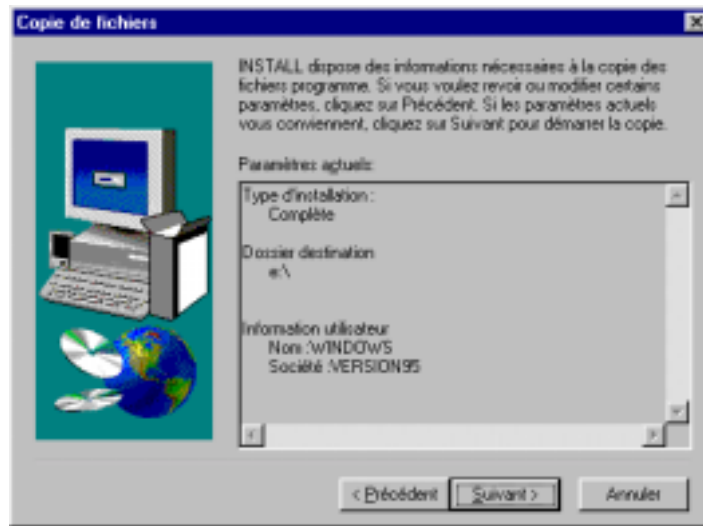 Copie de fichiers
INSTALL dispose des informations nécessaires à la copie des
fichiers programme. Si vous voulez revoir ou modifier certains
paramètres, cliquez sur Précédent. Si les paramètres actuels
vous conviennent, cliquez sur Suivant pour démarrer la copie.
Paramètres actuels:
Type d'installation :
Complète
Dossier destination
e:\
Information utilisateur
Nom :WINDOWS
Société :VERSION95
< Précédent
Suivant >
Annuler